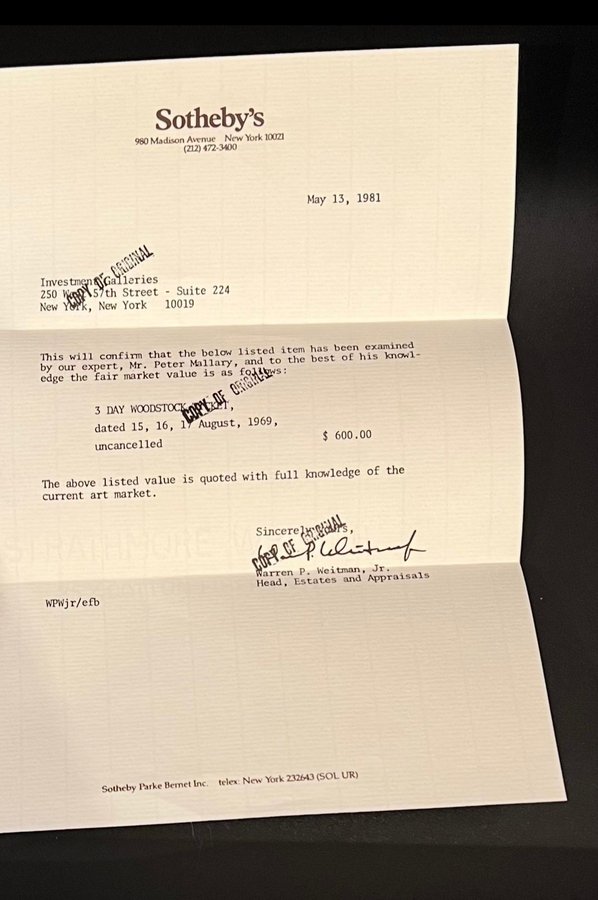 Sotheby's
980 Madison Avenue New York 10021
(212) 472-3400
May 13, 1981
COPY OF ORIGINAL
Investment Galleries
250 W. 57th Street - Suite 224
New York, New York 10019
This will confirm that the below listed item has been examined
by our expert, Mr. Peter Mallary, and to the best of his knowl-
edge the fair market value is as follows:
COPY OF ORIGINAL
3 DAY WOODSTOCK TICKET,
dated 15, 16, 17 August, 1969,
uncancelled $ 600.00
The above listed value is quoted with full knowledge of the
current art market.
Sincerely yours,
COPY OF ORIGINAL
Warren P. Weitman, Jr.
Head, Estates and Appraisals
WPWjr/efb
Sotheby Parke Bernet Inc. telex: New York 232643 (SOL UR)